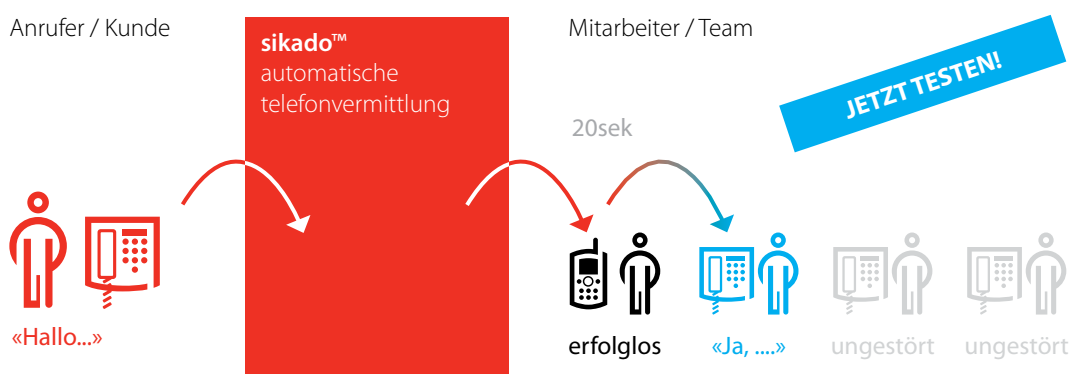 Anrufer / Kunde
sikado™
automatische
telefonvermittlung
Mitarbeiter / Team
JETZT TESTEN!
20sek
«Hallo...»
erfolglos
«Ja, ....»
ungestört
ungestört